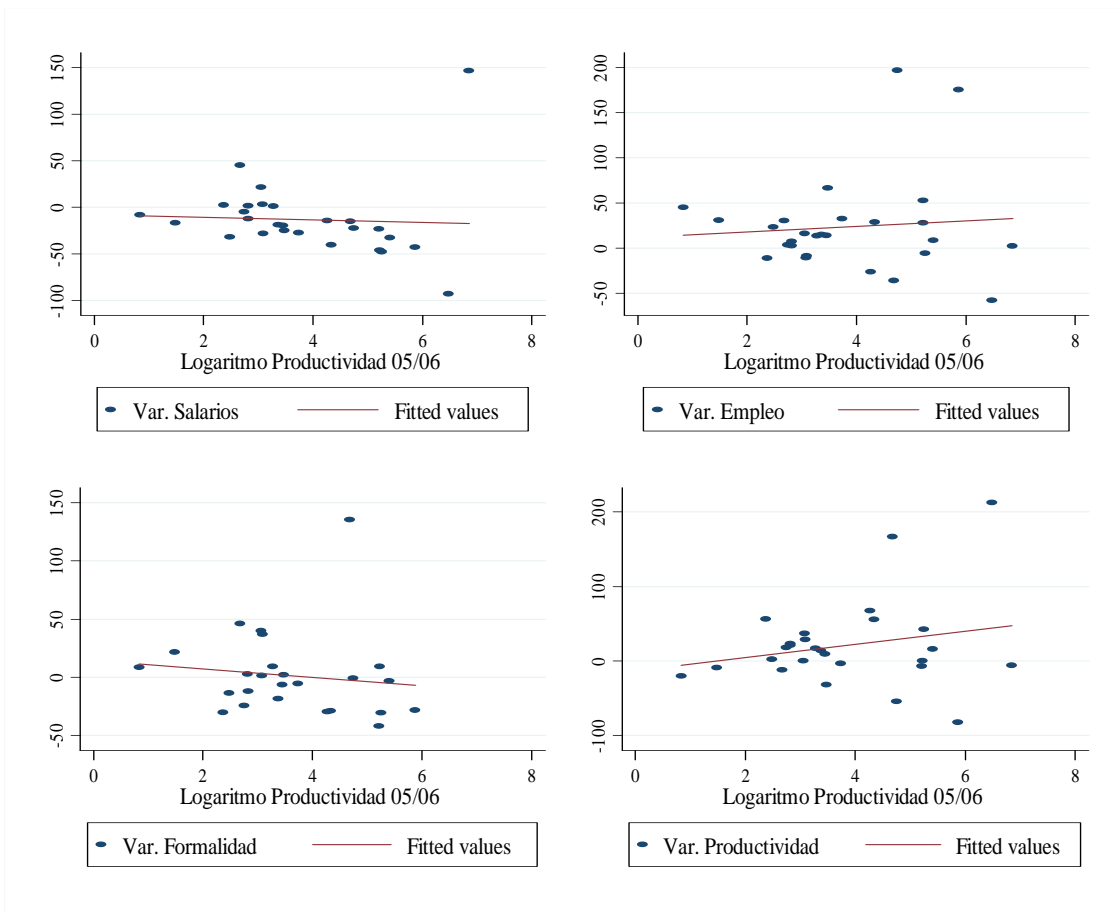 150
100
50
0
-50
-100
0 2 4 6 8
Logaritmo Productividad 05/06
Var. Salarios Fitted values
200
150
100
50
0
-50
0 2 4 6 8
Logaritmo Productividad 05/06
Var. Empleo Fitted values
150
100
50
0
-50
0 2 4 6 8
Logaritmo Productividad 05/06
Var. Formalidad Fitted values
200
100
0
-100
0 2 4 6 8
Logaritmo Productividad 05/06
Var. Productividad Fitted values